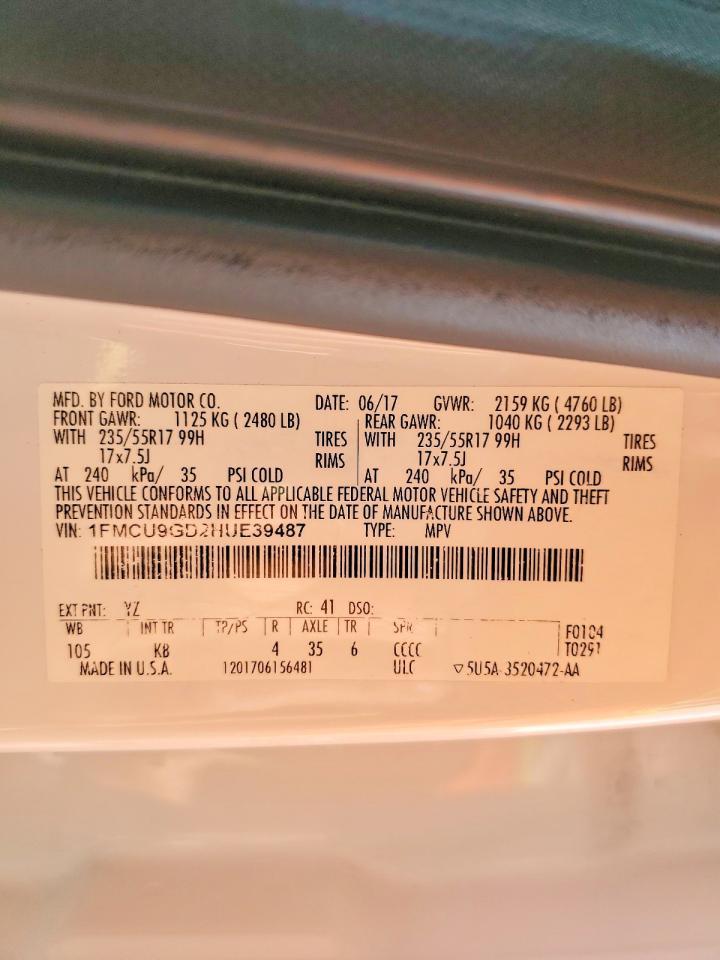 MFD. BY FORD MOTOR CO. DATE: 06/17 GVWR: 2159 KG ( 4760 LB)
FRONT GAWR: 1125 KG ( 2480 LB) REAR GAWR: 1040 KG ( 2293 LB)
WITH 235/55R17 99H TIRES WITH 235/55R17 99H TIRES
17x7.5J RIMS 17x7.5J RIMS
AT 240 kPa/ 35 PSI COLD AT 240 kPa/ 35 PSI COLD
THIS VEHICLE CONFORMS TO ALL APPLICABLE FEDERAL MOTOR VEHICLE SAFETY AND THEFT
PREVENTION STANDARDS IN EFFECT ON THE DATE OF MANUFACTURE SHOWN ABOVE.
VIN: 1FMCU9GD2HUE39487 TYPE: MPV
EXT PNT: YZ RC: 41 DSO:
WB INT TR TP/PS R AXLE TR SPR F0104
105 KB 4 35 6 CCCC T0291
MADE IN U.S.A. 1201706156481 ULC ▽5U5A-3520472-AA